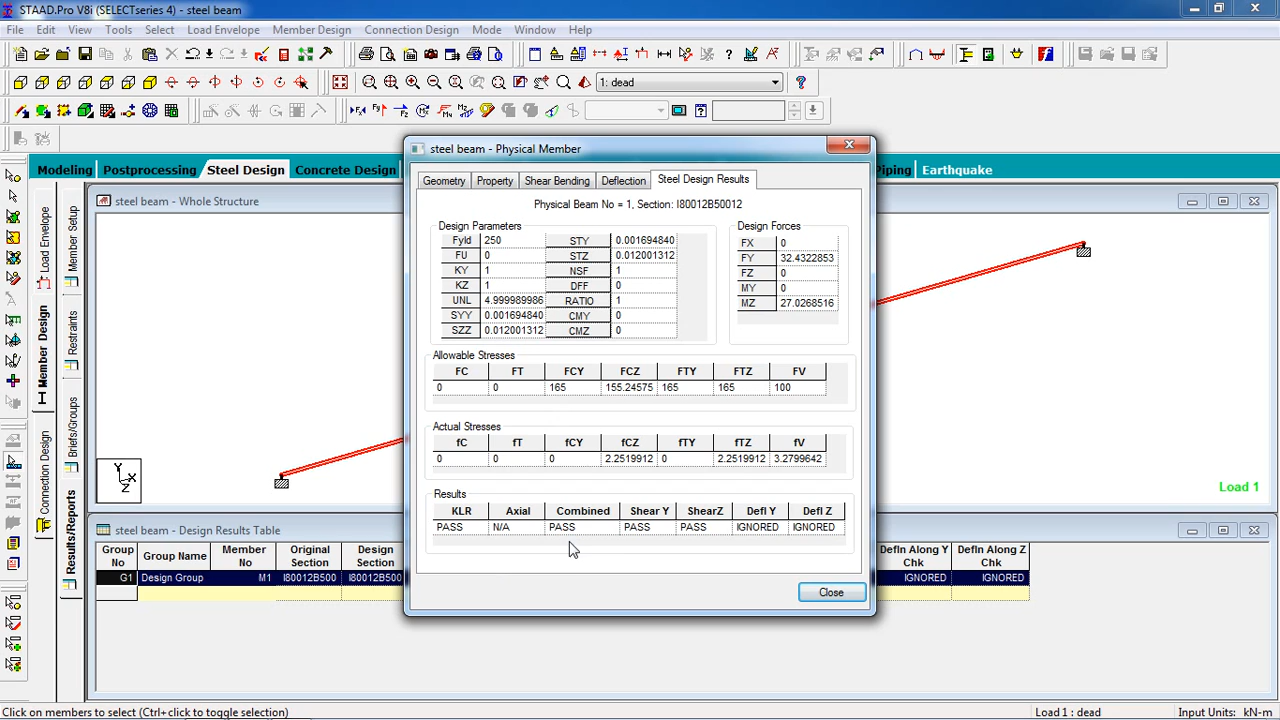 STAAD.Pro V8i (SELECTseries 4) - steel beam
File Edit View Tools Select Load Envelope Member Design Connection Design Mode Window Help
1: dead
Modeling Postprocessing Steel Design Concrete Design Piping Earthquake
steel beam - Whole Structure
steel beam - Physical Member
Geometry Property Shear Bending Deflection Steel Design Results
Physical Beam No = 1, Section: I80012B50012
Design Parameters
Fyld 250 STY 0.001694840
FU 0 STZ 0.012001312
KY 1 NSF 1
KZ 1 DFF 0
UNL 4.999989986 RATIO 1
SYY 0.001694840 CMY 0
SZZ 0.012001312 CMZ 0
Design Forces
FX 0
FY 32.4322853
FZ 0
MY 0
MZ 27.0268516
Allowable Stresses
FC FT FCY FCZ FTY FTZ FV
0 0 165 155.24575 165 165 100
Actual Stresses
fC fT fCY fCZ fTY fTZ fV
0 0 0 2.2519912 0 2.2519912 3.2799642
Results
KLR Axial Combined Shear Y ShearZ Defl Y Defl Z
PASS N/A PASS PASS PASS IGNORED IGNORED
Close
Load Envelope
Member Design
Connection Design
Member Setup
Restraints
Briefs/Groups
Results/Reports
Y
X
Z
Load 1
steel beam - Design Results Table
Group No Group Name Member No Original Section Design Section Defln Along Y Chk Defln Along Z Chk
G1 Design Group M1 I80012B500 I80012B500 IGNORED IGNORED
Click on members to select (Ctrl+click to toggle selection)
Load 1 : dead
Input Units: kN-m